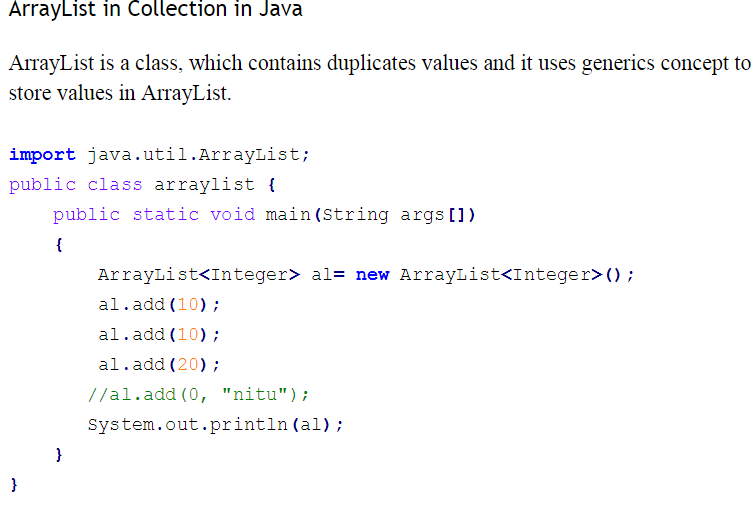 ArrayList in Collection in Java
ArrayList is a class, which contains duplicates values and it uses generics concept to
store values in ArrayList.
import java.util.ArrayList;
public class arraylist {
    public static void main(String args[])
    {
        ArrayList<Integer> al= new ArrayList<Integer>();
        al.add(10);
        al.add(10);
        al.add(20);
       //al.add(0, "nitu");
       System.out.println(al);
    }
}